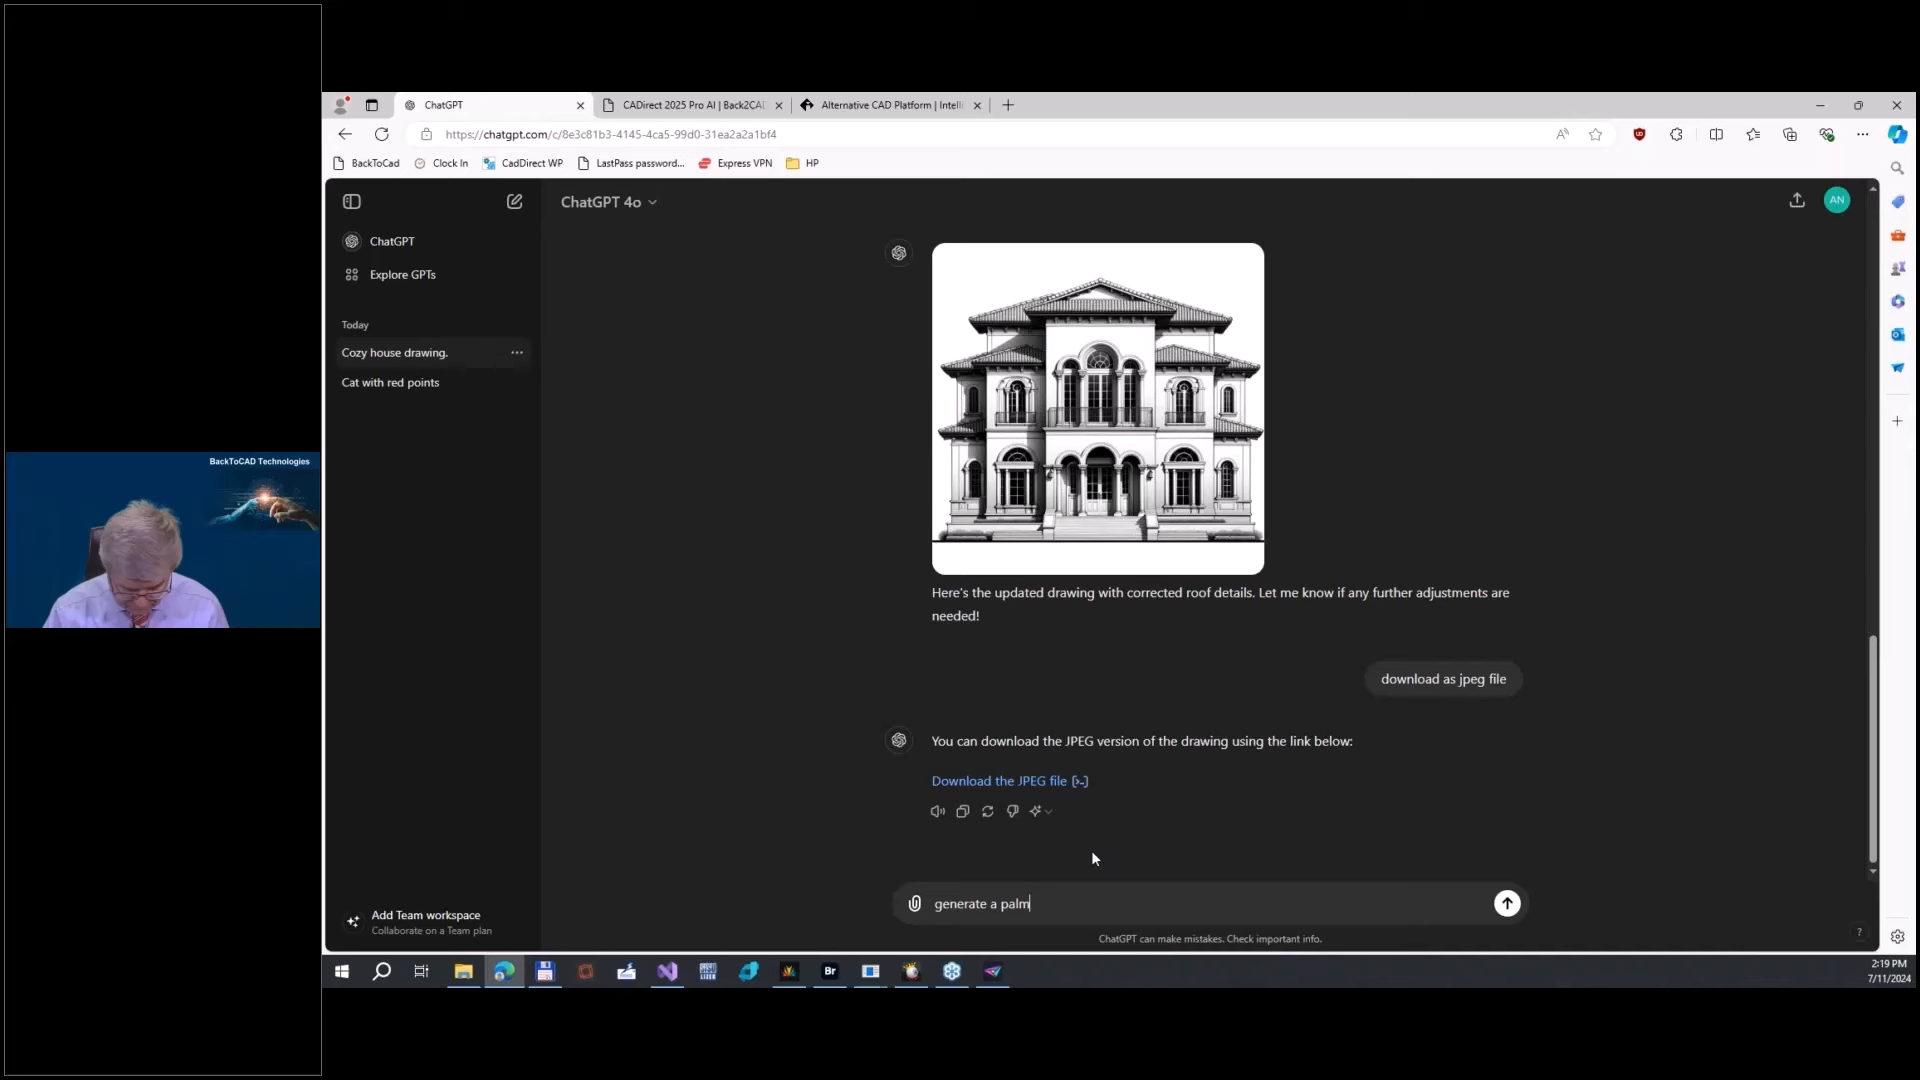 BackToCAD Technologies
ChatGPT
CADirect 2025 Pro AI | Back2CAD
Alternative CAD Platform | Intelli
https://chatgpt.com/c/8e3c81b3-4145-4ca5-99d0-31ea2a2a1bf4
BackToCad
Clock In
CadDirect WP
LastPass password...
Express VPN
HP
ChatGPT 4o
AN
ChatGPT
Explore GPTs
Today
Cozy house drawing.
Cat with red points
Here's the updated drawing with corrected roof details. Let me know if any further adjustments are
needed!
download as jpeg file
You can download the JPEG version of the drawing using the link below:
Download the JPEG file [>-]
generate a palm
Add Team workspace
Collaborate on a Team plan
ChatGPT can make mistakes. Check important info.
?
Br
2:19 PM
7/11/2024